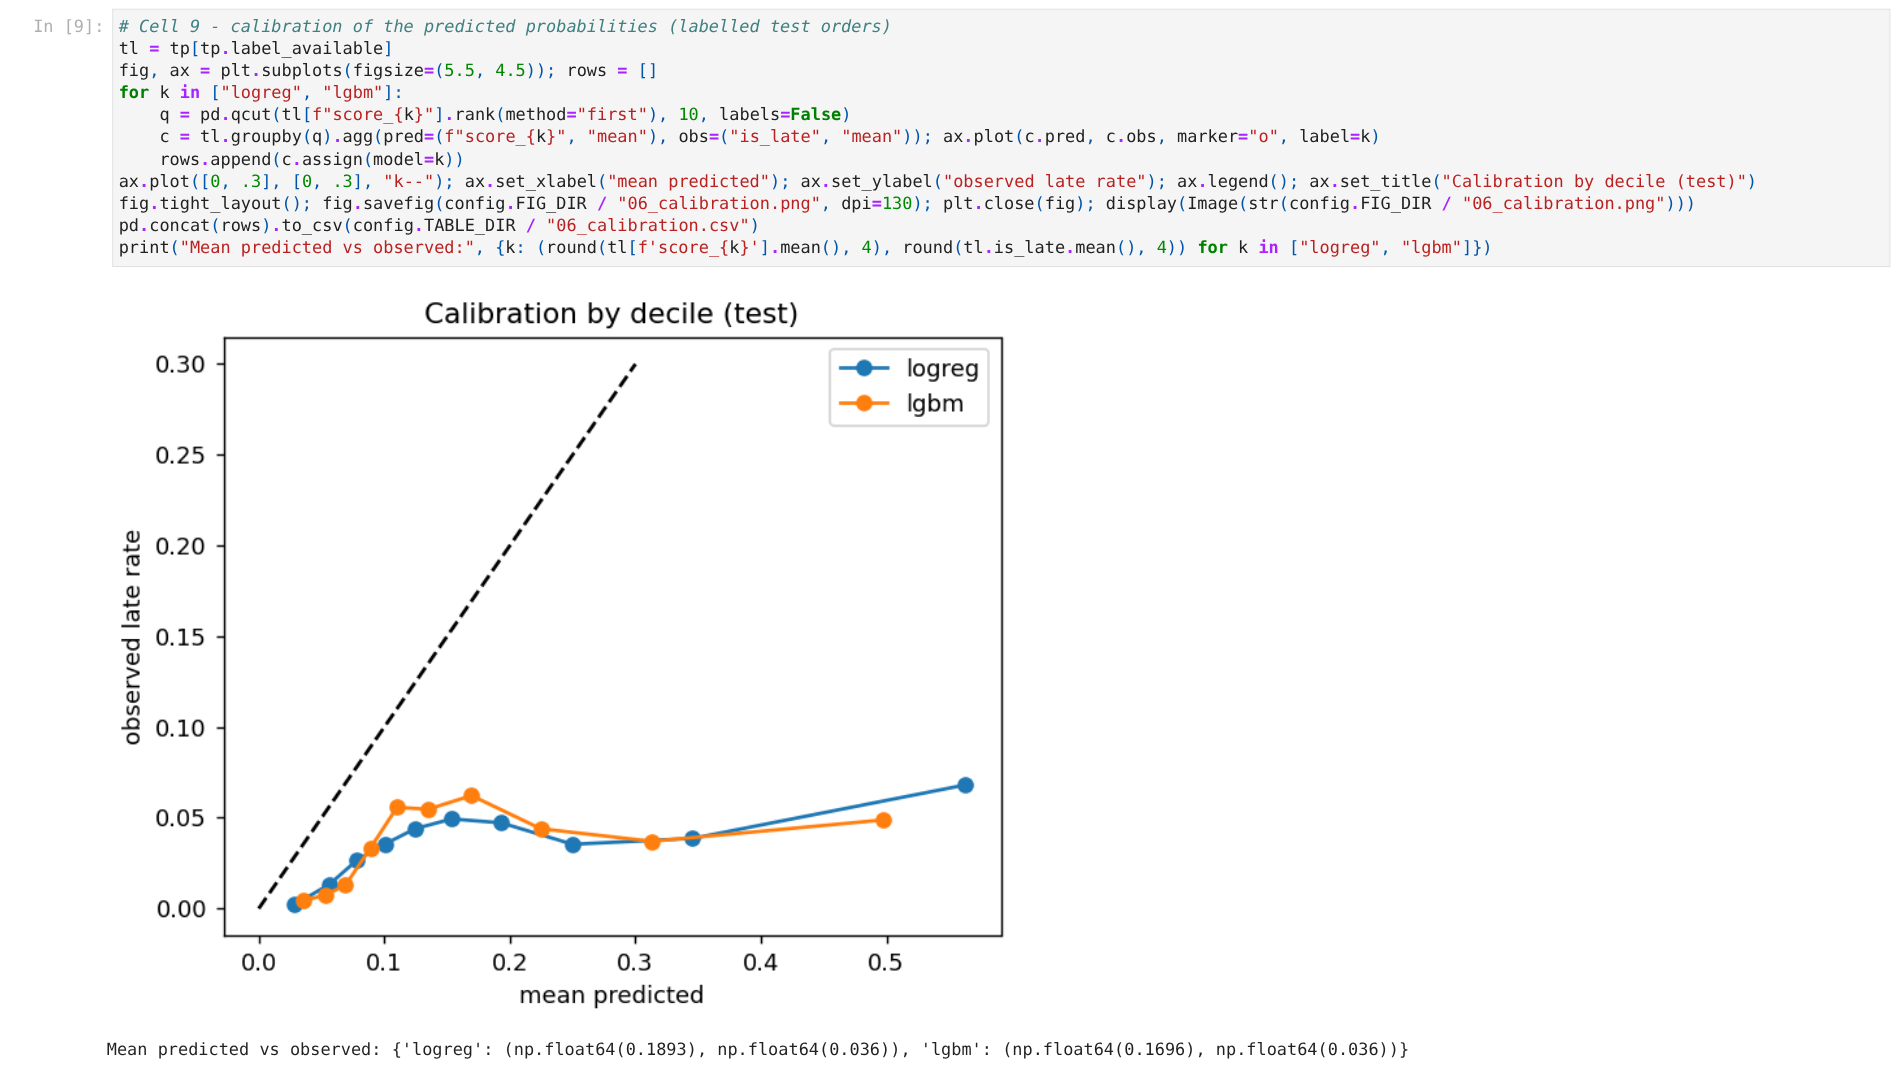 In [9]:
# Cell 9 - calibration of the predicted probabilities (labelled test orders)
tl = tp[tp.label_available]
fig, ax = plt.subplots(figsize=(5.5, 4.5)); rows = []
for k in ["logreg", "lgbm"]:
    q = pd.qcut(tl[f"score_{k}"].rank(method="first"), 10, labels=False)
    c = tl.groupby(q).agg(pred=(f"score_{k}", "mean"), obs=("is_late", "mean")); ax.plot(c.pred, c.obs, marker="o", label=k)
    rows.append(c.assign(model=k))
ax.plot([0, .3], [0, .3], "k--"); ax.set_xlabel("mean predicted"); ax.set_ylabel("observed late rate"); ax.legend(); ax.set_title("Calibration by decile (test)")
fig.tight_layout(); fig.savefig(config.FIG_DIR / "06_calibration.png", dpi=130); plt.close(fig); display(Image(str(config.FIG_DIR / "06_calibration.png")))
pd.concat(rows).to_csv(config.TABLE_DIR / "06_calibration.csv")
print("Mean predicted vs observed:", {k: (round(tl[f'score_{k}'].mean(), 4), round(tl.is_late.mean(), 4)) for k in ["logreg", "lgbm"]})
Calibration by decile (test)
logreg
lgbm
observed late rate
0.30
0.25
0.20
0.15
0.10
0.05
0.00
0.0 0.1 0.2 0.3 0.4 0.5
mean predicted
Mean predicted vs observed: {'logreg': (np.float64(0.1893), np.float64(0.036)), 'lgbm': (np.float64(0.1696), np.float64(0.036))}